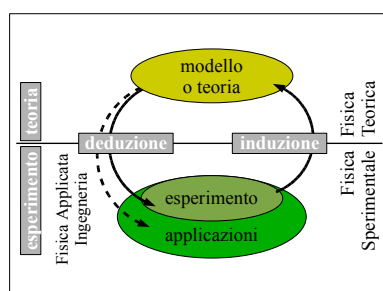 modello
o teoria
teoria
deduzione
induzione
Fisica
Teorica
esperimento
Fisica Applicata
Ingegneria
esperimento
applicazioni
Fisica
Sperimentale